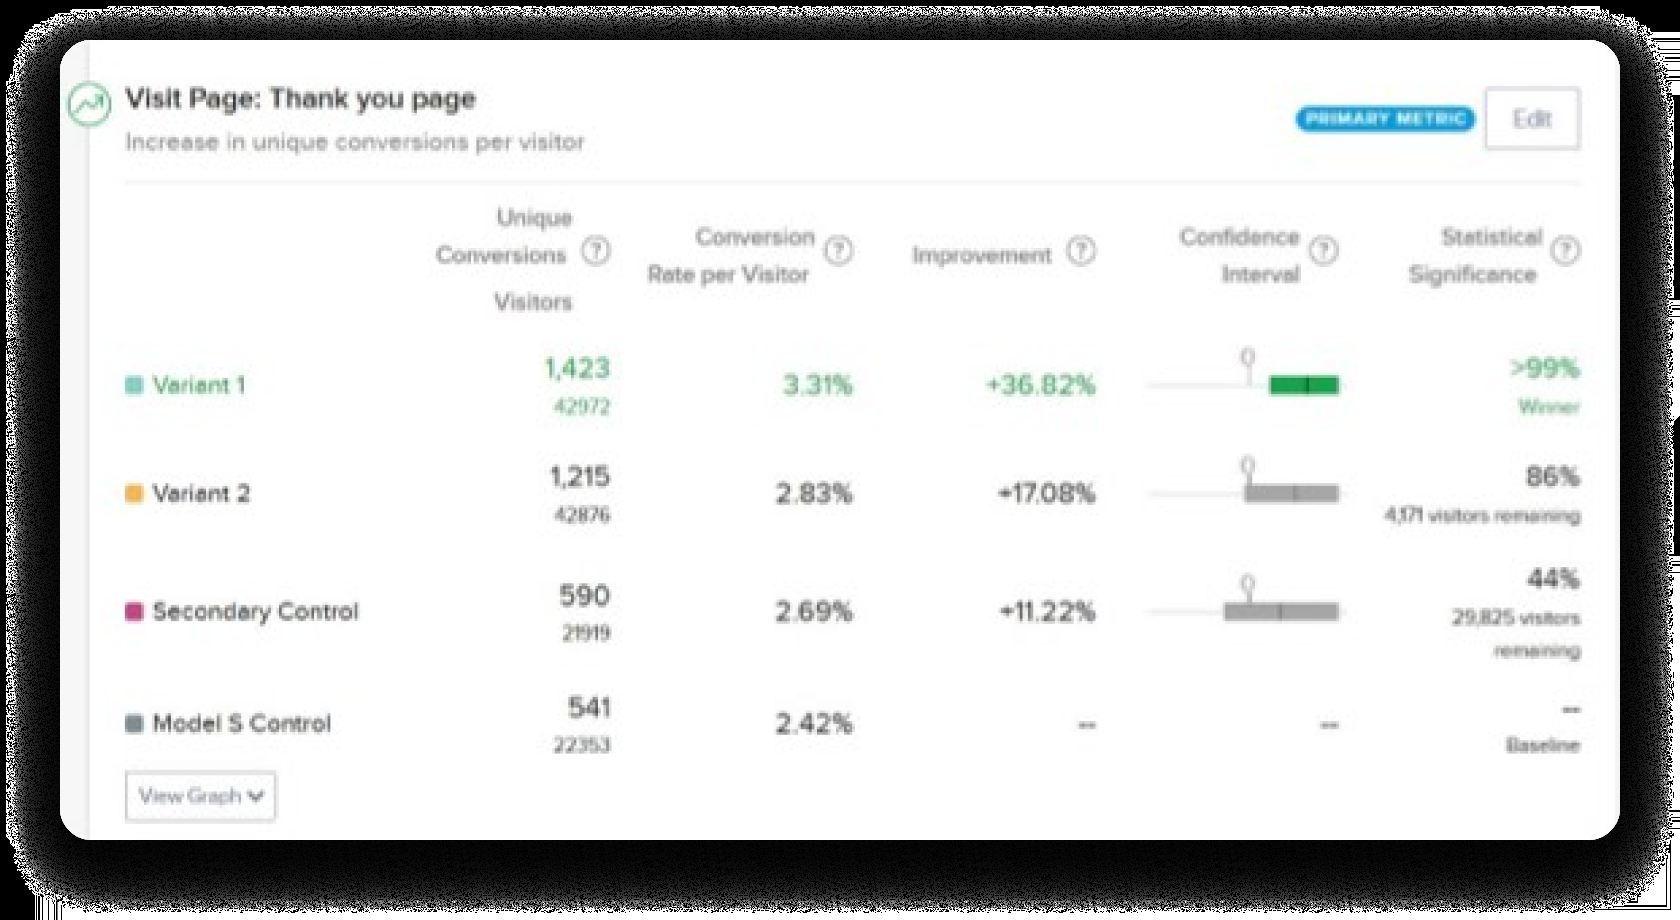 Visit Page: Thank you page
Increase in unique conversions per visitor
PRIMARY METRIC
Edit
Unique
Conversions ?
Visitors
Conversion ?
Rate per Visitor
Improvement ?
Confidence ?
Interval
Statistical ?
Significance
Variant 1
1,423
42972
3.31%
+36.82%
>99%
Winner
Variant 2
1,215
42876
2.83%
+17.08%
86%
4,171 visitors remaining
Secondary Control
590
21919
2.69%
+11.22%
44%
29,825 visitors
remaining
Model S Control
541
22353
2.42%
--
--
--
Baseline
View Graph